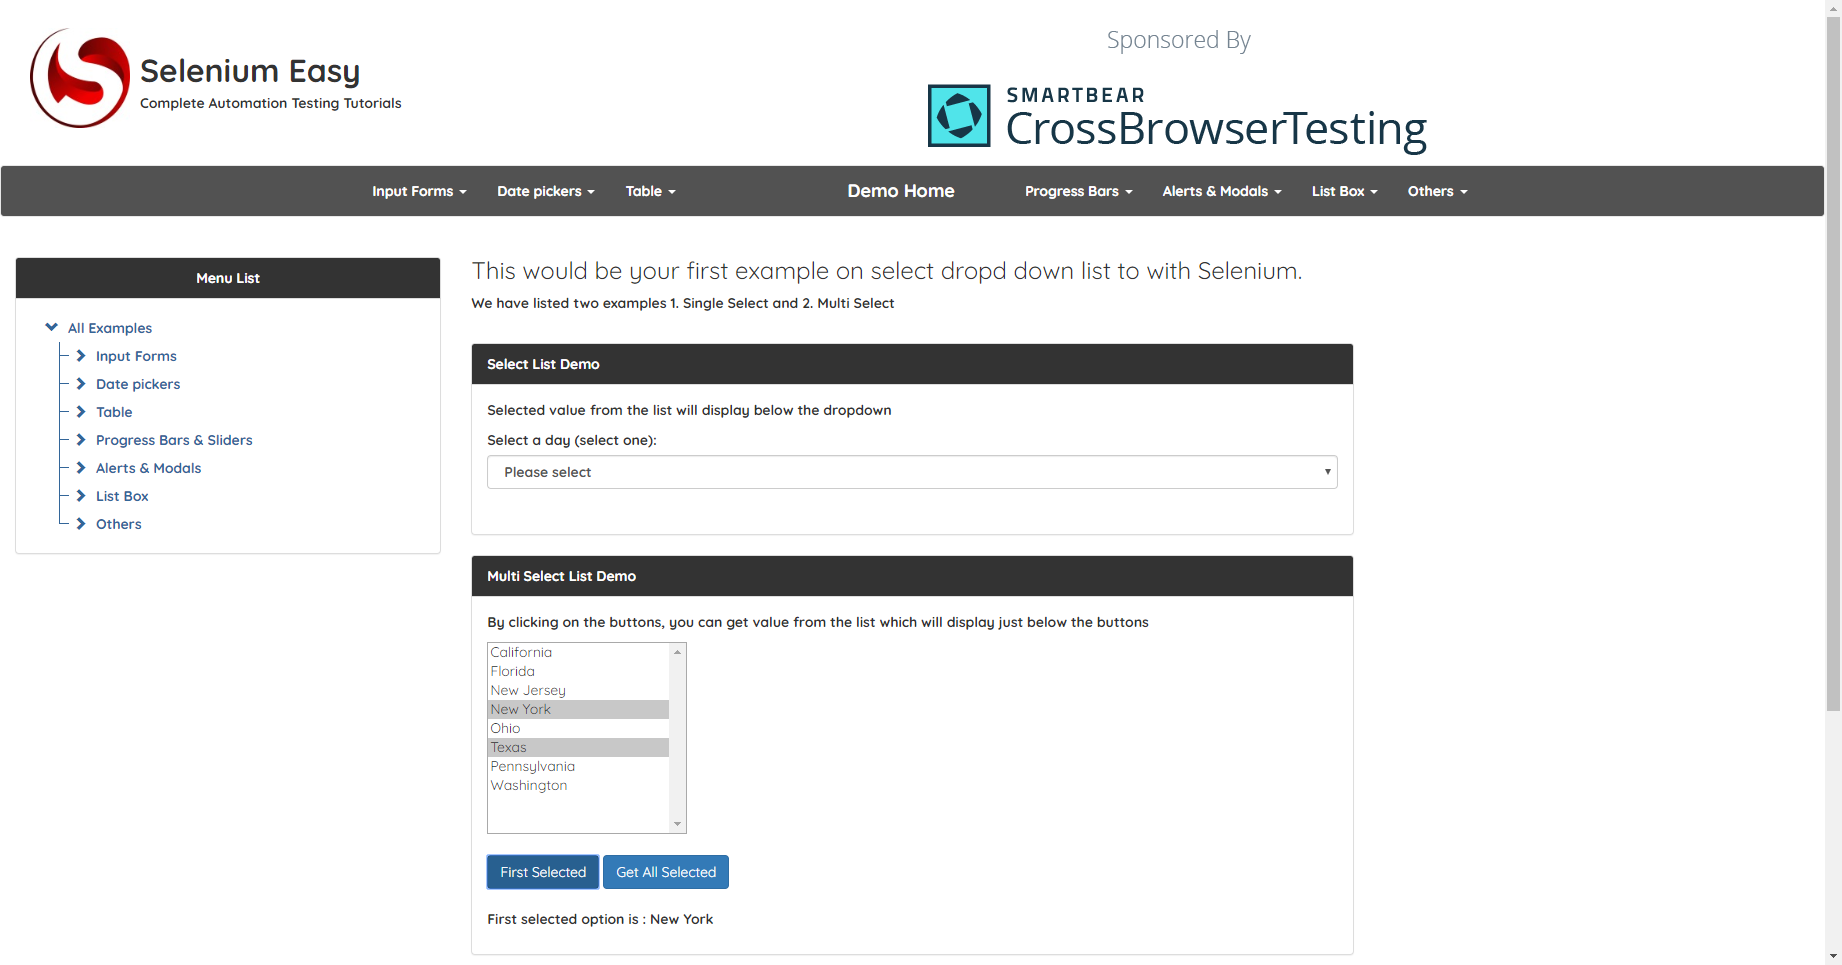 Selenium Easy
Complete Automation Testing Tutorials
Sponsored By
SMARTBEAR
CrossBrowserTesting
Input Forms Date pickers Table Demo Home Progress Bars Alerts & Modals List Box Others
Menu List
All Examples
Input Forms
Date pickers
Table
Progress Bars & Sliders
Alerts & Modals
List Box
Others
This would be your first example on select dropd down list to with Selenium.
We have listed two examples 1. Single Select and 2. Multi Select
Select List Demo
Selected value from the list will display below the dropdown
Select a day (select one):
Please select
Multi Select List Demo
By clicking on the buttons, you can get value from the list which will display just below the buttons
California
Florida
New Jersey
New York
Ohio
Texas
Pennsylvania
Washington
First Selected Get All Selected
First selected option is : New York